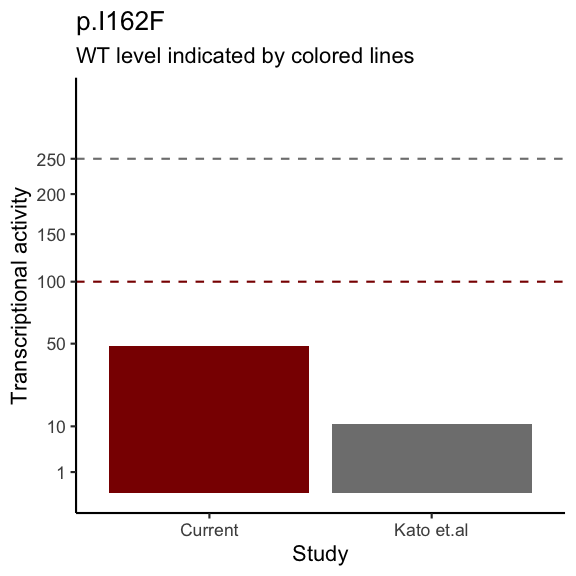 p.I162F
WT level indicated by colored lines
250
200
150
100
50
10
1
Transcriptional activity
Current
Kato et.al
Study